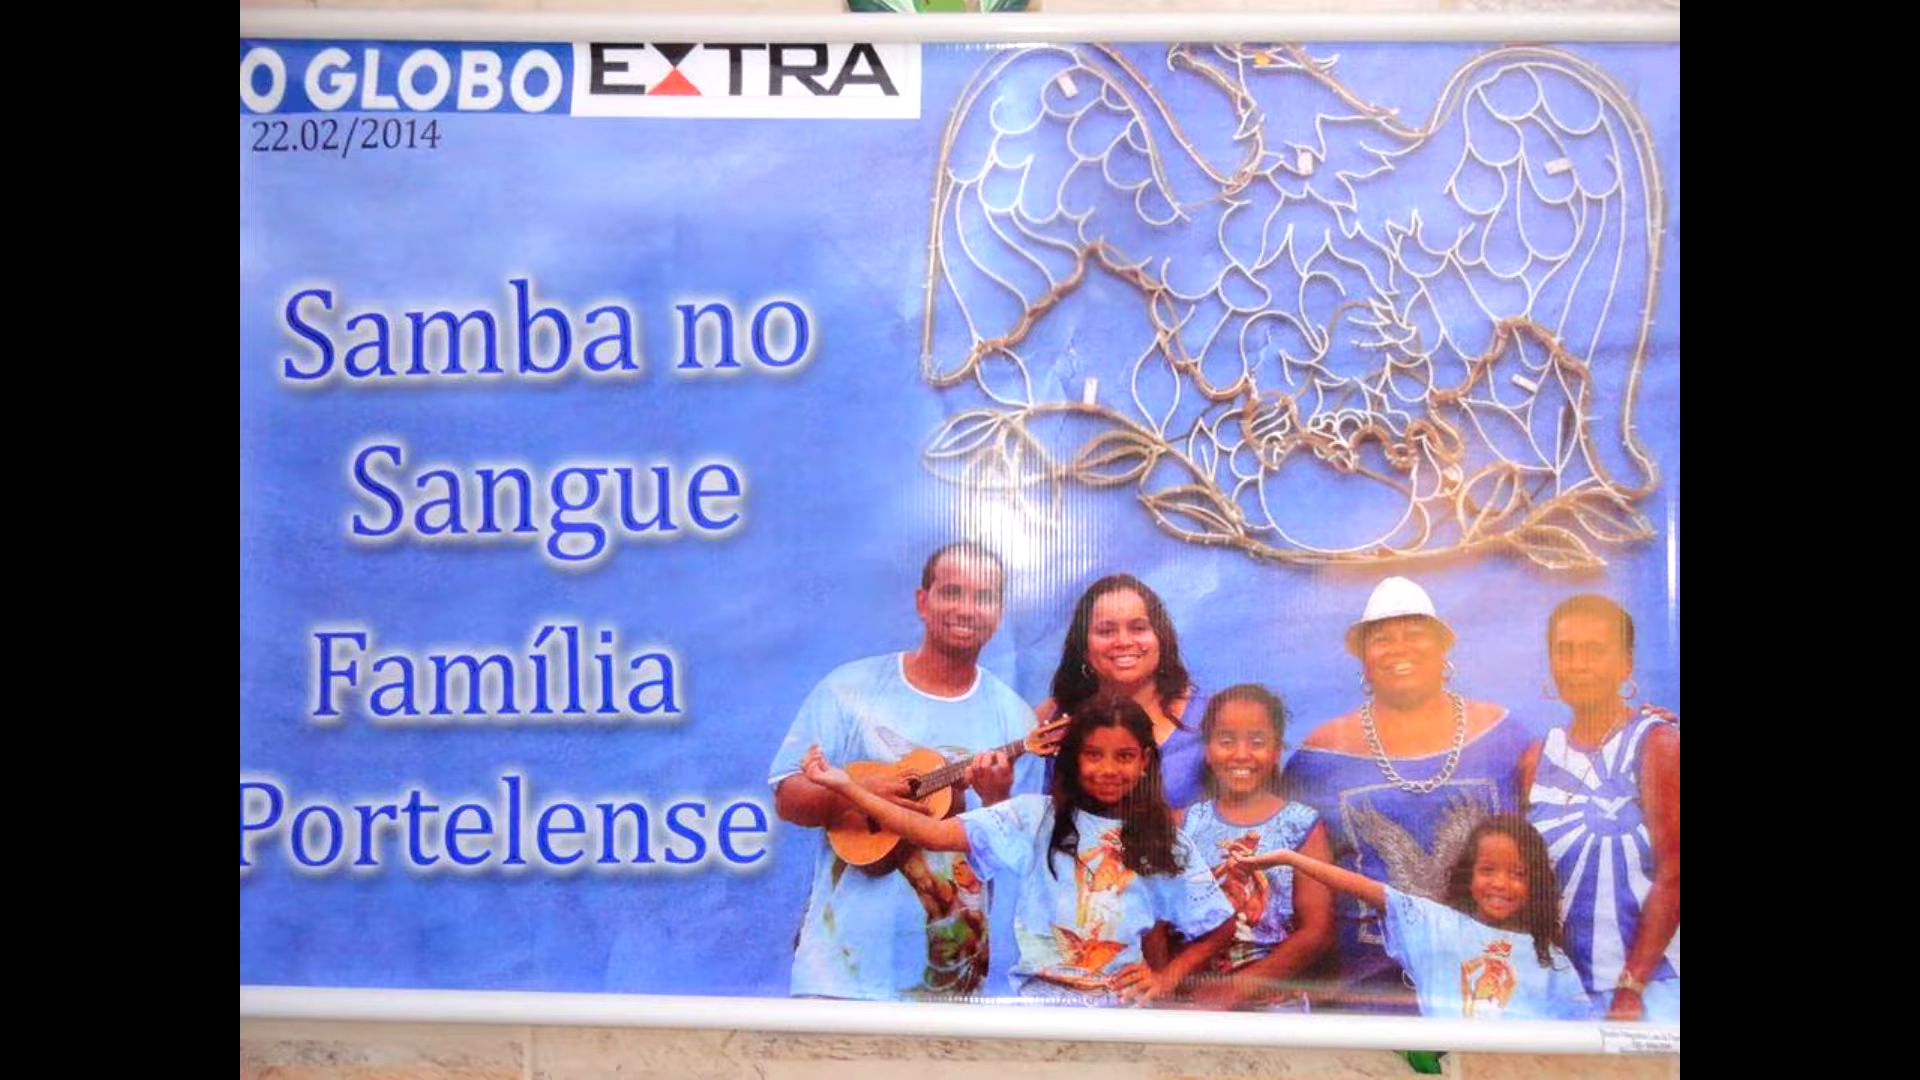 O GLOBO EXTRA
22.02/2014
Samba no
Sangue
Família
Portelense